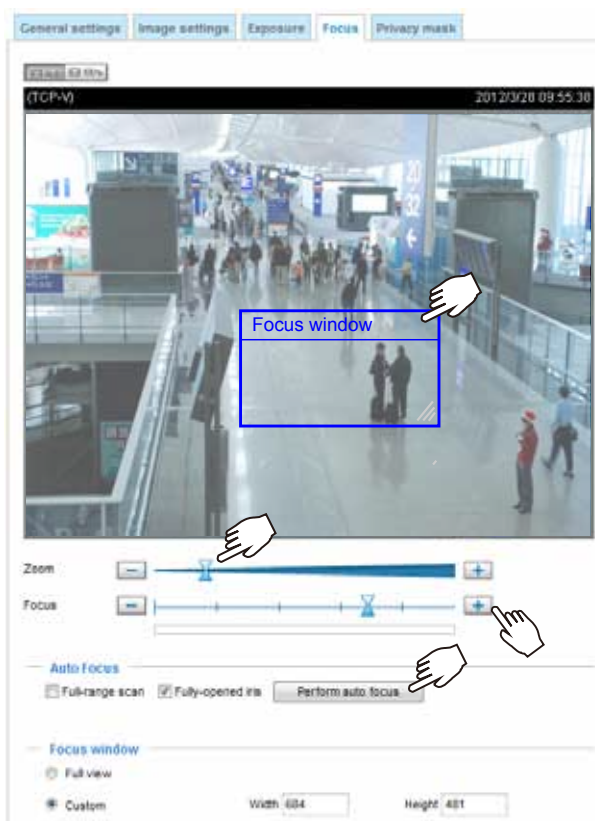 General settings Image settings Exposure Focus Privacy mask
(TCP-V) 2012/3/28 09:55:38
20
32
Focus window
Zoom
Focus
Auto Focus
Full-range scan Fully-opened iris Perform auto focus
Focus window
Full view
Custom Width 684 Height 481